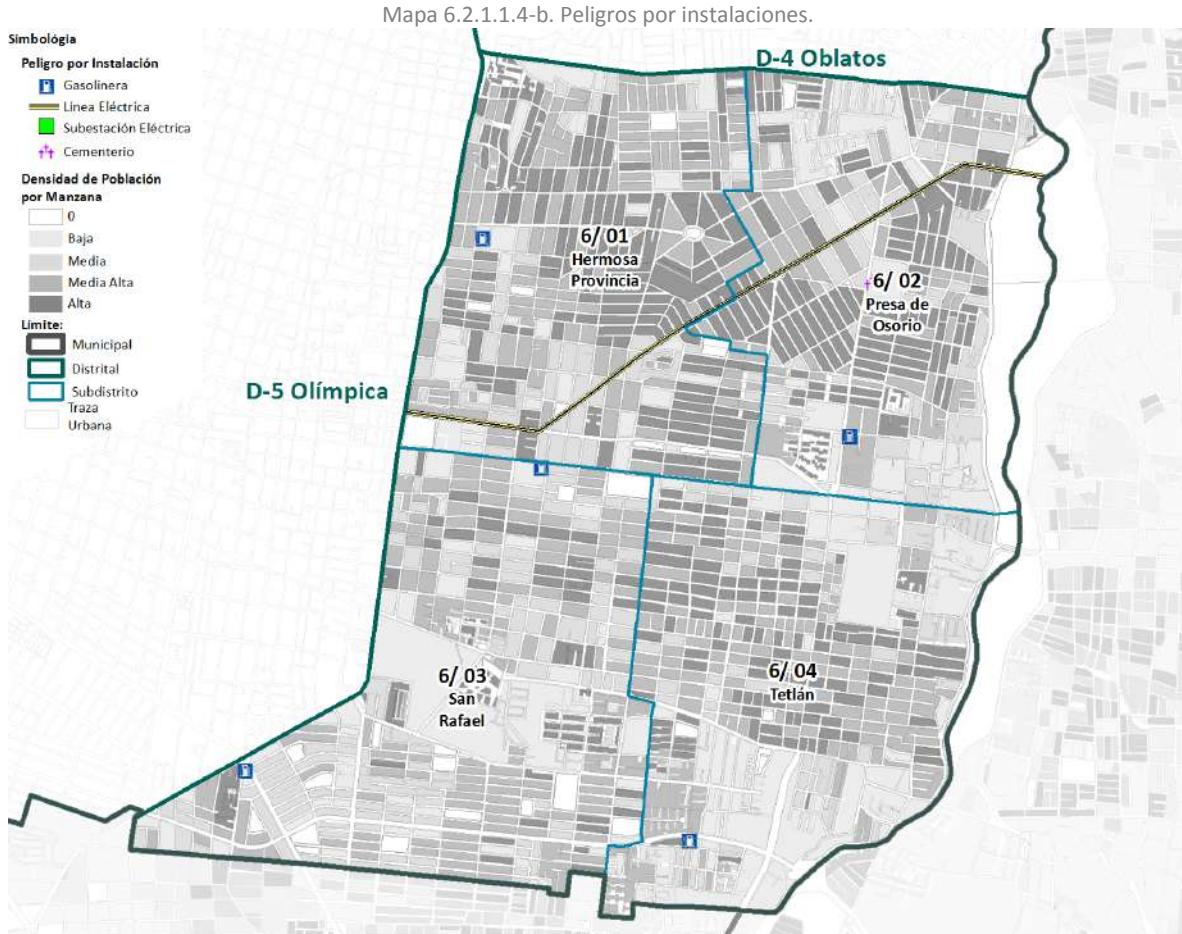 Mapa 6.2.1.1.4-b. Peligros por instalaciones.
Simbológia
Peligro por Instalación
Gasolinera
Línea Eléctrica
Subestación Eléctrica
Cementerio
Densidad de Población
por Manzana
0
Baja
Media
Media Alta
Alta
Límite:
Municipal
Distrital
Subdistrito
Traza
Urbana
D-4 Oblatos
6/ 01
Hermosa
Provincia
6/ 02
Presa de
Osorio
D-5 Olímpica
6/ 03
San
Rafael
6/ 04
Tetlán